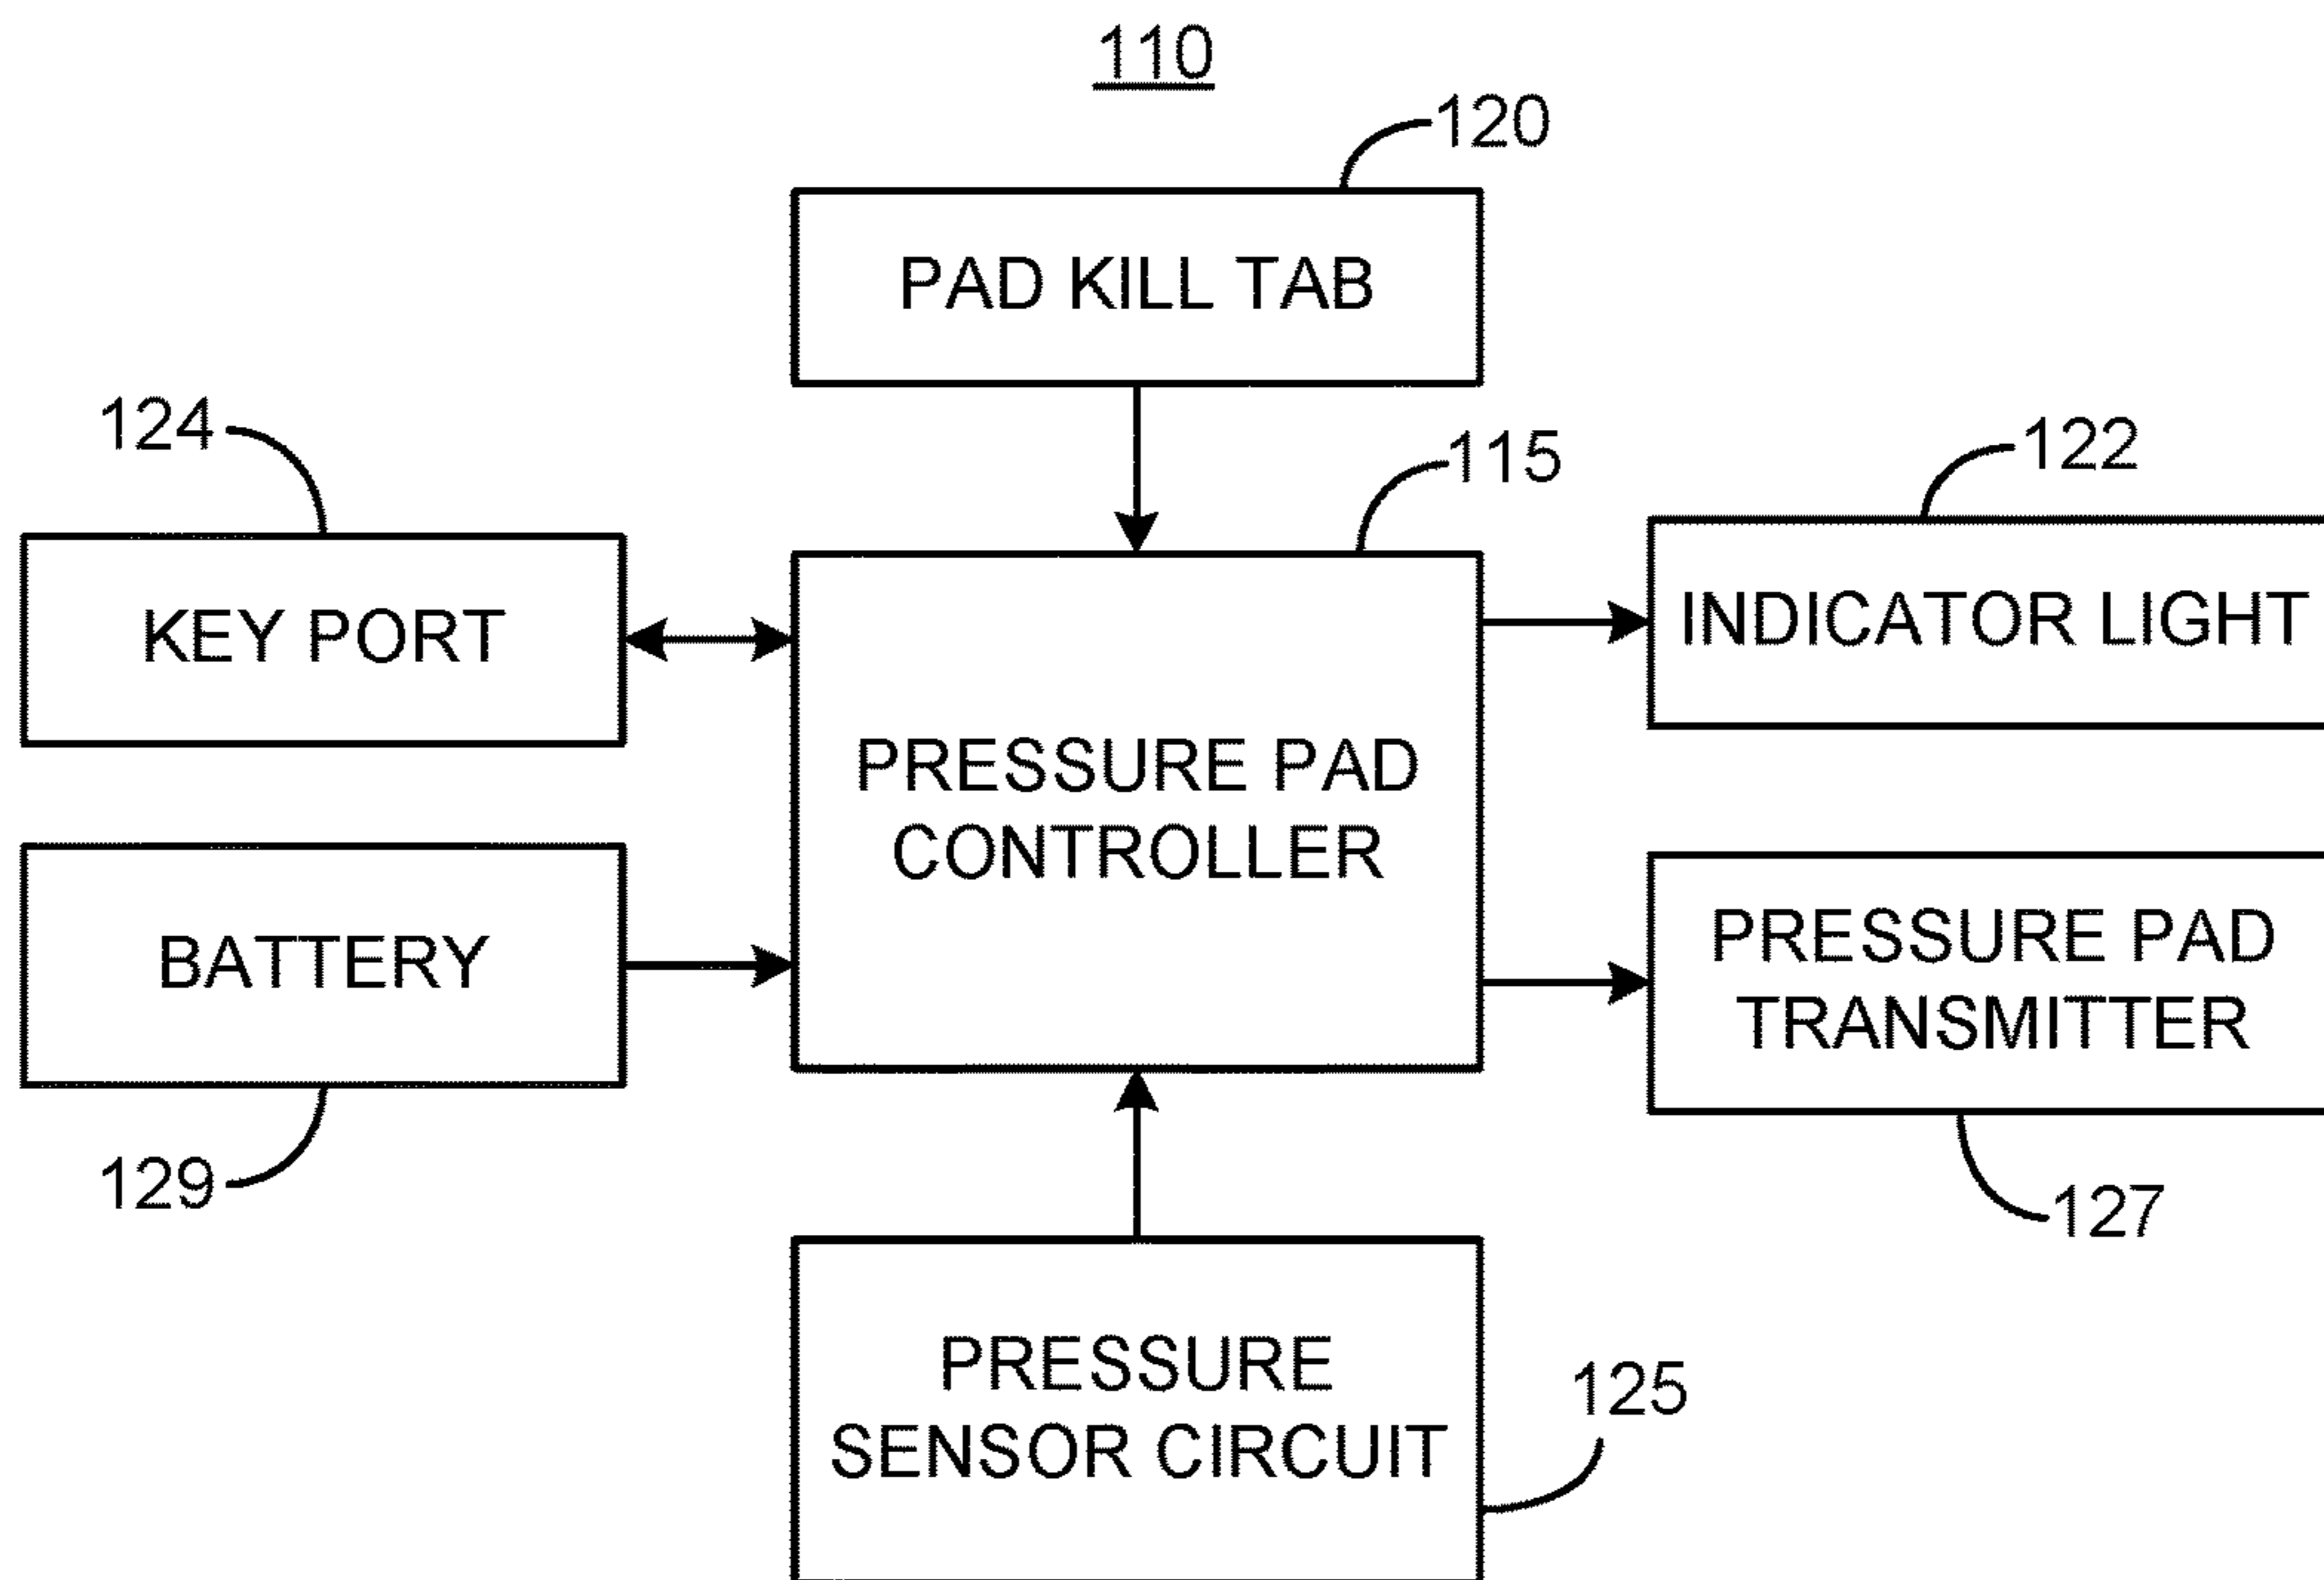 110
120
PAD KILL TAB
124
115
122
KEY PORT
INDICATOR LIGHT
PRESSURE PAD
CONTROLLER
BATTERY
PRESSURE PAD
TRANSMITTER
129
127
PRESSURE
SENSOR CIRCUIT
125